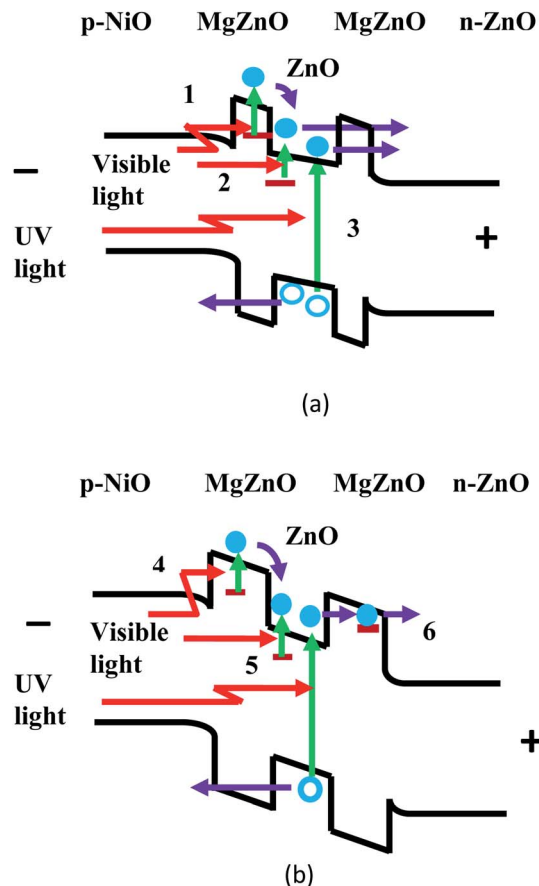 p-NiO MgZnO MgZnO n-ZnO
ZnO
1
Visible
light
2
−
UV
light
3
+
(a)
p-NiO MgZnO MgZnO n-ZnO
ZnO
4
−
Visible
light
5
6
UV
light
+
(b)